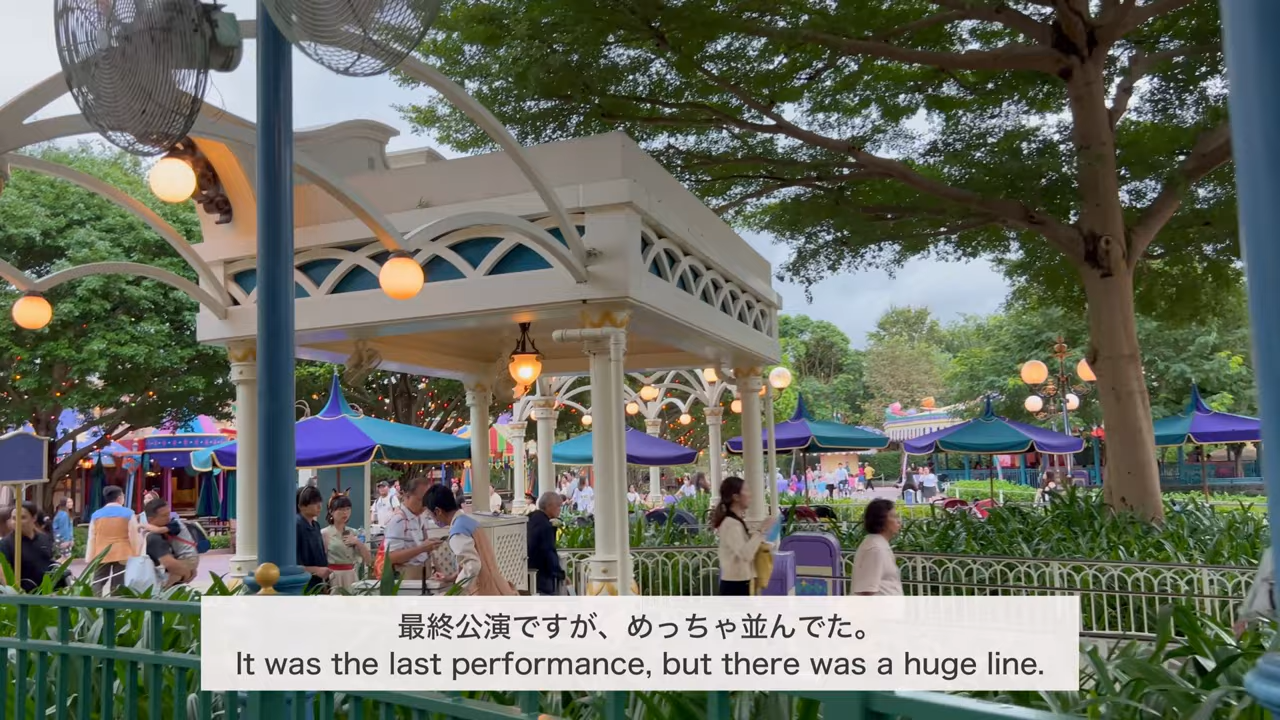 最終公演ですが、めっちゃ並んでた。
It was the last performance, but there was a huge line.